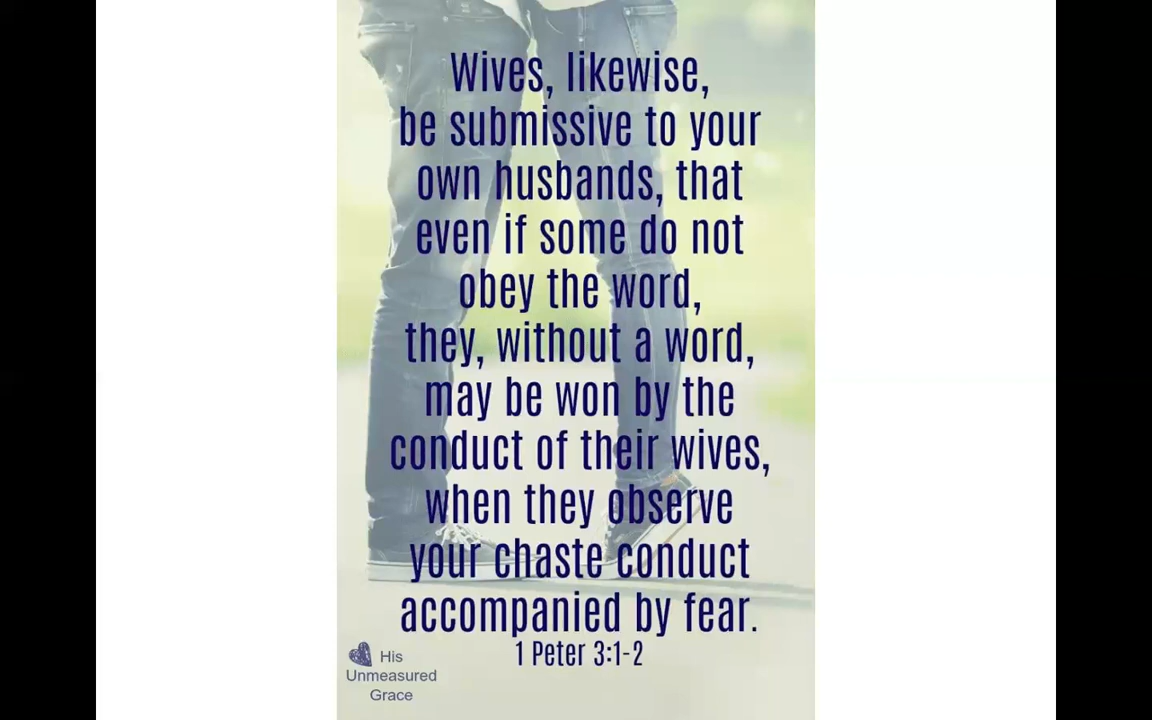 Wives, likewise,
be submissive to your
own husbands, that
even if some do not
obey the word,
they, without a word,
may be won by the
conduct of their wives,
when they observe
your chaste conduct
accompanied by fear.
1 Peter 3:1-2
His
Unmeasured
Grace